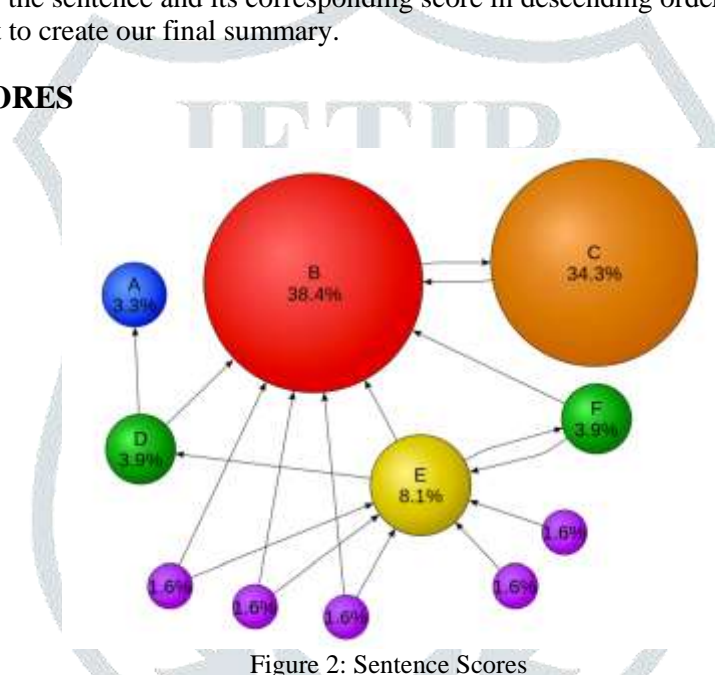 the sentence and its corresponding score in descending order
t to create our final summary.
ORES
JETIR
B
38.4%
C
34.3%
A
3.3%
D
3.9%
F
3.9%
E
8.1%
1.6%
1.6%
1.6%
1.6%
1.6%
Figure 2: Sentence Scores